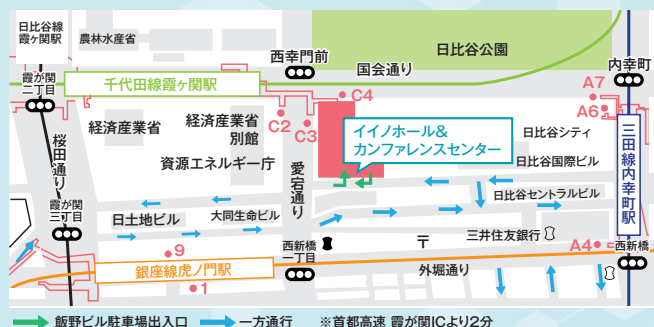 日比谷線
霞ヶ関駅
農林水産省
西幸門前
国会通り
日比谷公園
内幸町
千代田線霞ヶ関駅
霞が関
二丁目
C4
A7
A6
C2
C3
経済産業省
経済産業省
別館
イイノホール&
カンファレンスセンター
日比谷シティ
桜田通り
資源エネルギー庁
愛宕通り
日比谷国際ビル
三田線内幸町駅
日比谷セントラルビル
霞が関
三丁目
日土地ビル
大同生命ビル
三井住友銀行
9
西新橋
一丁目
〒
A4
西新橋
銀座線虎ノ門駅
外堀通り
1
飯野ビル駐車場出入口
一方通行
※首都高速 霞が関ICより2分